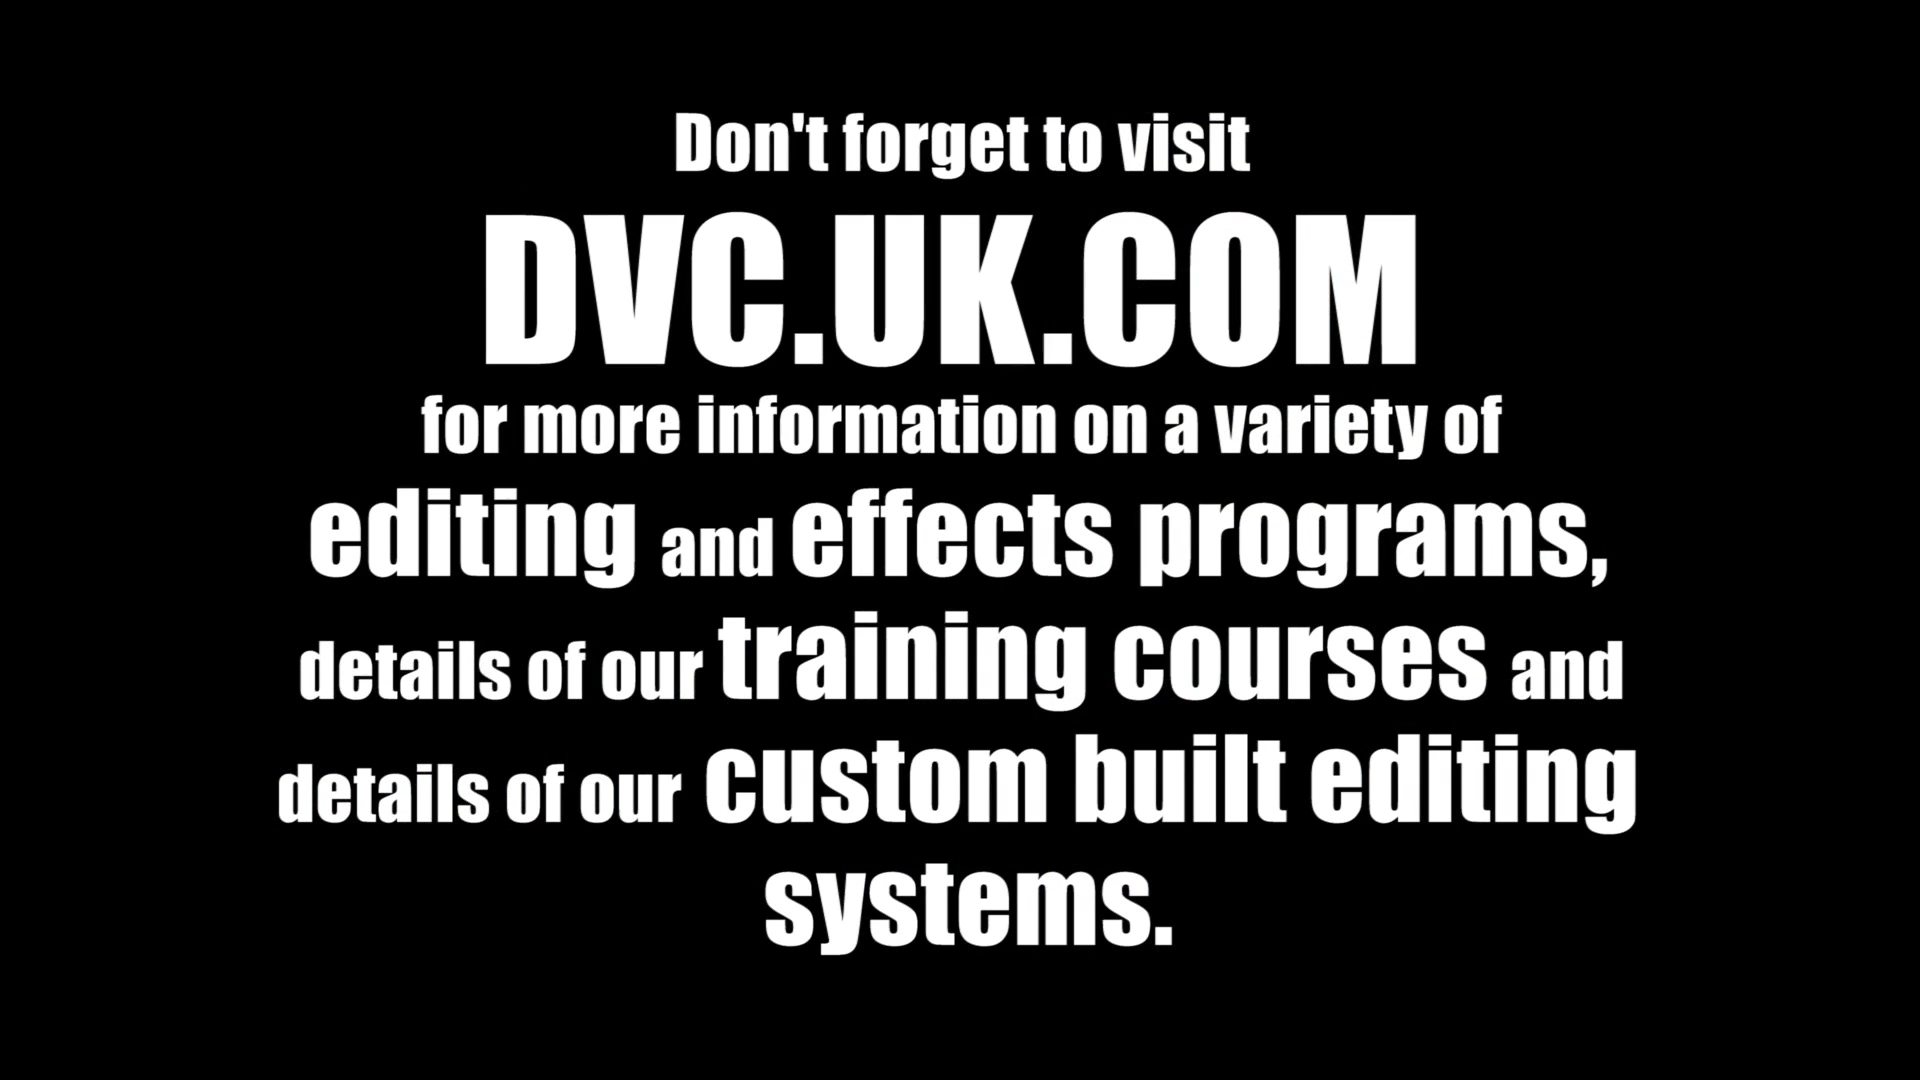 Don't forget to visit
DVC.UK.COM
for more information on a variety of
editing and effects programs,
details of our training courses and
details of our custom built editing
systems.